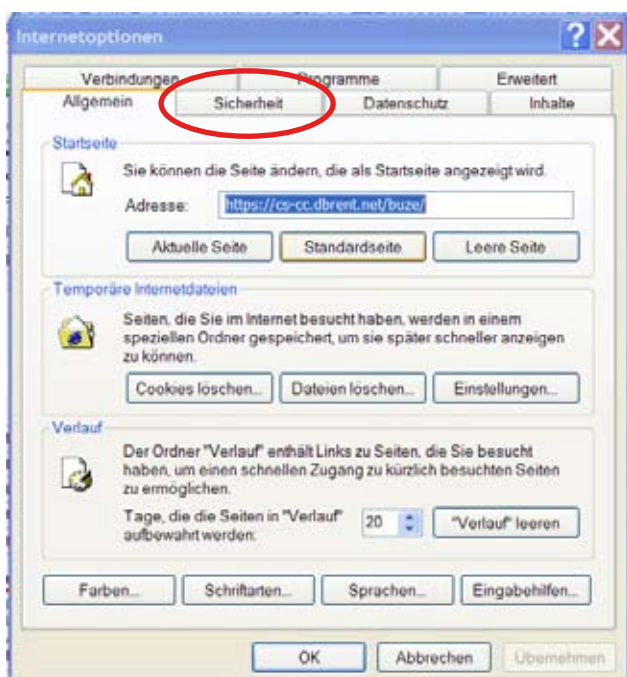 Internetoptionen
Verbindungen Programme Erweitert
Allgemein Sicherheit Datenschutz Inhalte
Startseite
Sie können die Seite ändern, die als Startseite angezeigt wird.
Adresse: https://cs-cc.dbrent.net/buze/
Aktuelle Seite Standardseite Leere Seite
Temporäre Internetdateien
Seiten, die Sie im Internet besucht haben, werden in einem
speziellen Ordner gespeichert, um sie später schneller anzeigen
zu können.
Cookies löschen... Dateien löschen... Einstellungen...
Verlauf
Der Ordner "Verlauf" enthält Links zu Seiten, die Sie besucht
haben, um einen schnellen Zugang zu kürzlich besuchten Seiten
zu ermöglichen.
Tage, die die Seiten in "Verlauf"
aufbewahrt werden: 20 "Verlauf" leeren
Farben... Schriftarten... Sprachen... Eingabehilfen...
OK Abbrechen Übernehmen